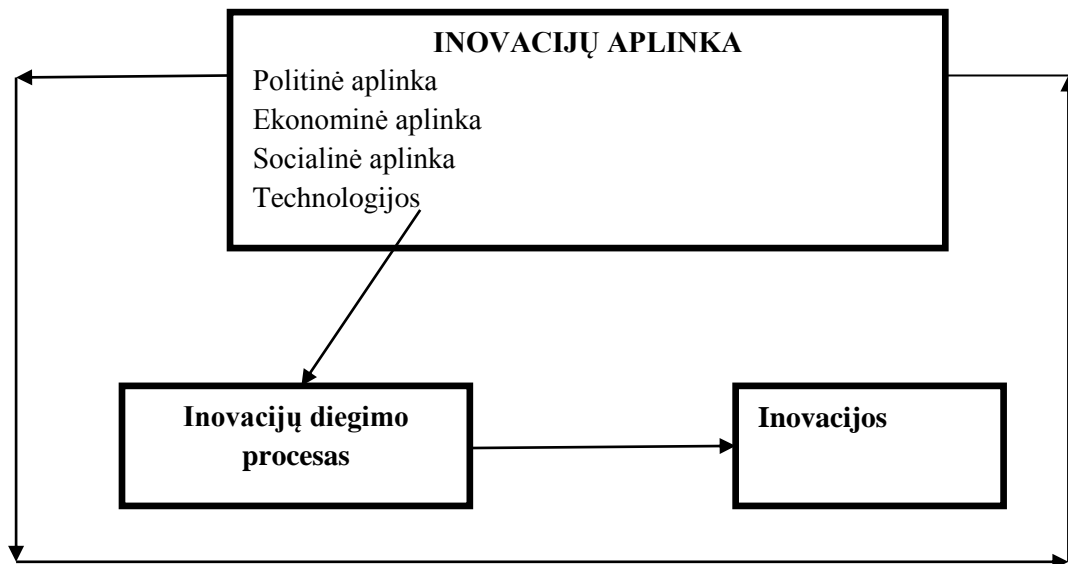 INOVACIJŲ APLINKA
Politinė aplinka
Ekonominė aplinka
Socialinė aplinka
Technologijos
Inovacijų diegimo
procesas
Inovacijos